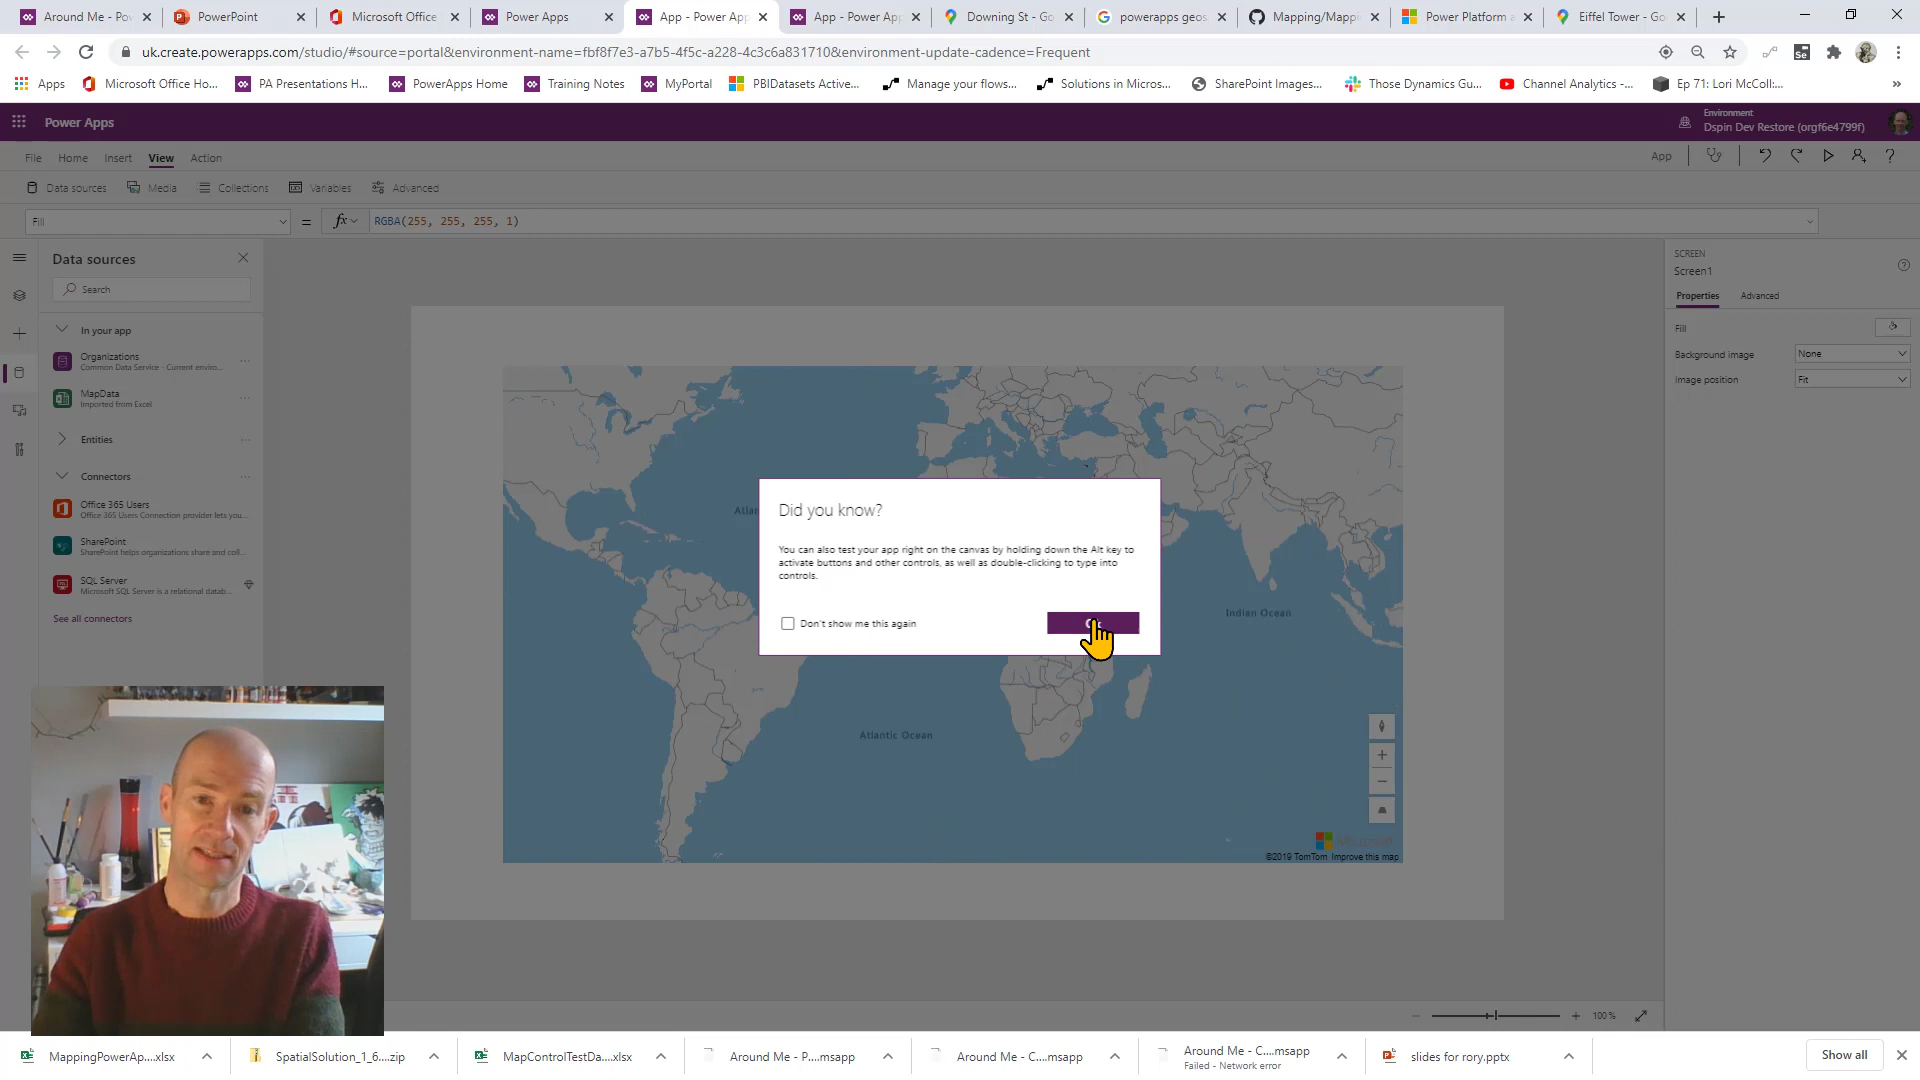 Around Me - Pov
PowerPoint
Microsoft Office
Power Apps
App - Power App
App - Power App
Downing St - Go
powerapps geos
Mapping/Mappi
Power Platform a
Eiffel Tower - Go
uk.create.powerapps.com/studio/#source=portal&environment-name=fbf8f7e3-a7b5-4f5c-a228-4c3c6a831710&environment-update-cadence=Frequent
Apps
Microsoft Office Ho...
PA Presentations H...
PowerApps Home
Training Notes
MyPortal
PBIDatasets Active...
Manage your flows...
Solutions in Micros...
SharePoint Images...
Those Dynamics Gu...
Channel Analytics -...
Ep 71: Lori McColl:...
»
Power Apps
Environment
Dspin Dev Restore (orgf6e4799f)
File
Home
Insert
View
Action
App
Data sources
Media
Collections
Variables
Advanced
Fill
=
fx
RGBA(255, 255, 255, 1)
Data sources
Search
In your app
Organizations
Common Data Service - Current enviro...
MapData
Imported from Excel
Entities
Connectors
Office 365 Users
Office 365 Users Connection provider lets you...
SharePoint
SharePoint helps organizations share and coll...
SQL Server
Microsoft SQL Server is a relational datab...
See all connectors
SCREEN
Screen1
Properties
Advanced
Fill
Background image
None
Image position
Fit
Did you know?
You can also test your app right on the canvas by holding down the Alt key to
activate buttons and other controls, as well as double-clicking to type into
controls.
Don't show me this again
Atlan
Indian Ocean
Atlantic Ocean
Microsoft
©2019 TomTom Improve this map
100 %
MappingPowerAp....xlsx
SpatialSolution_1_6....zip
MapControlTestDa....xlsx
Around Me - P....msapp
Around Me - C....msapp
Around Me - C....msapp
Failed - Network error
slides for rory.pptx
Show all